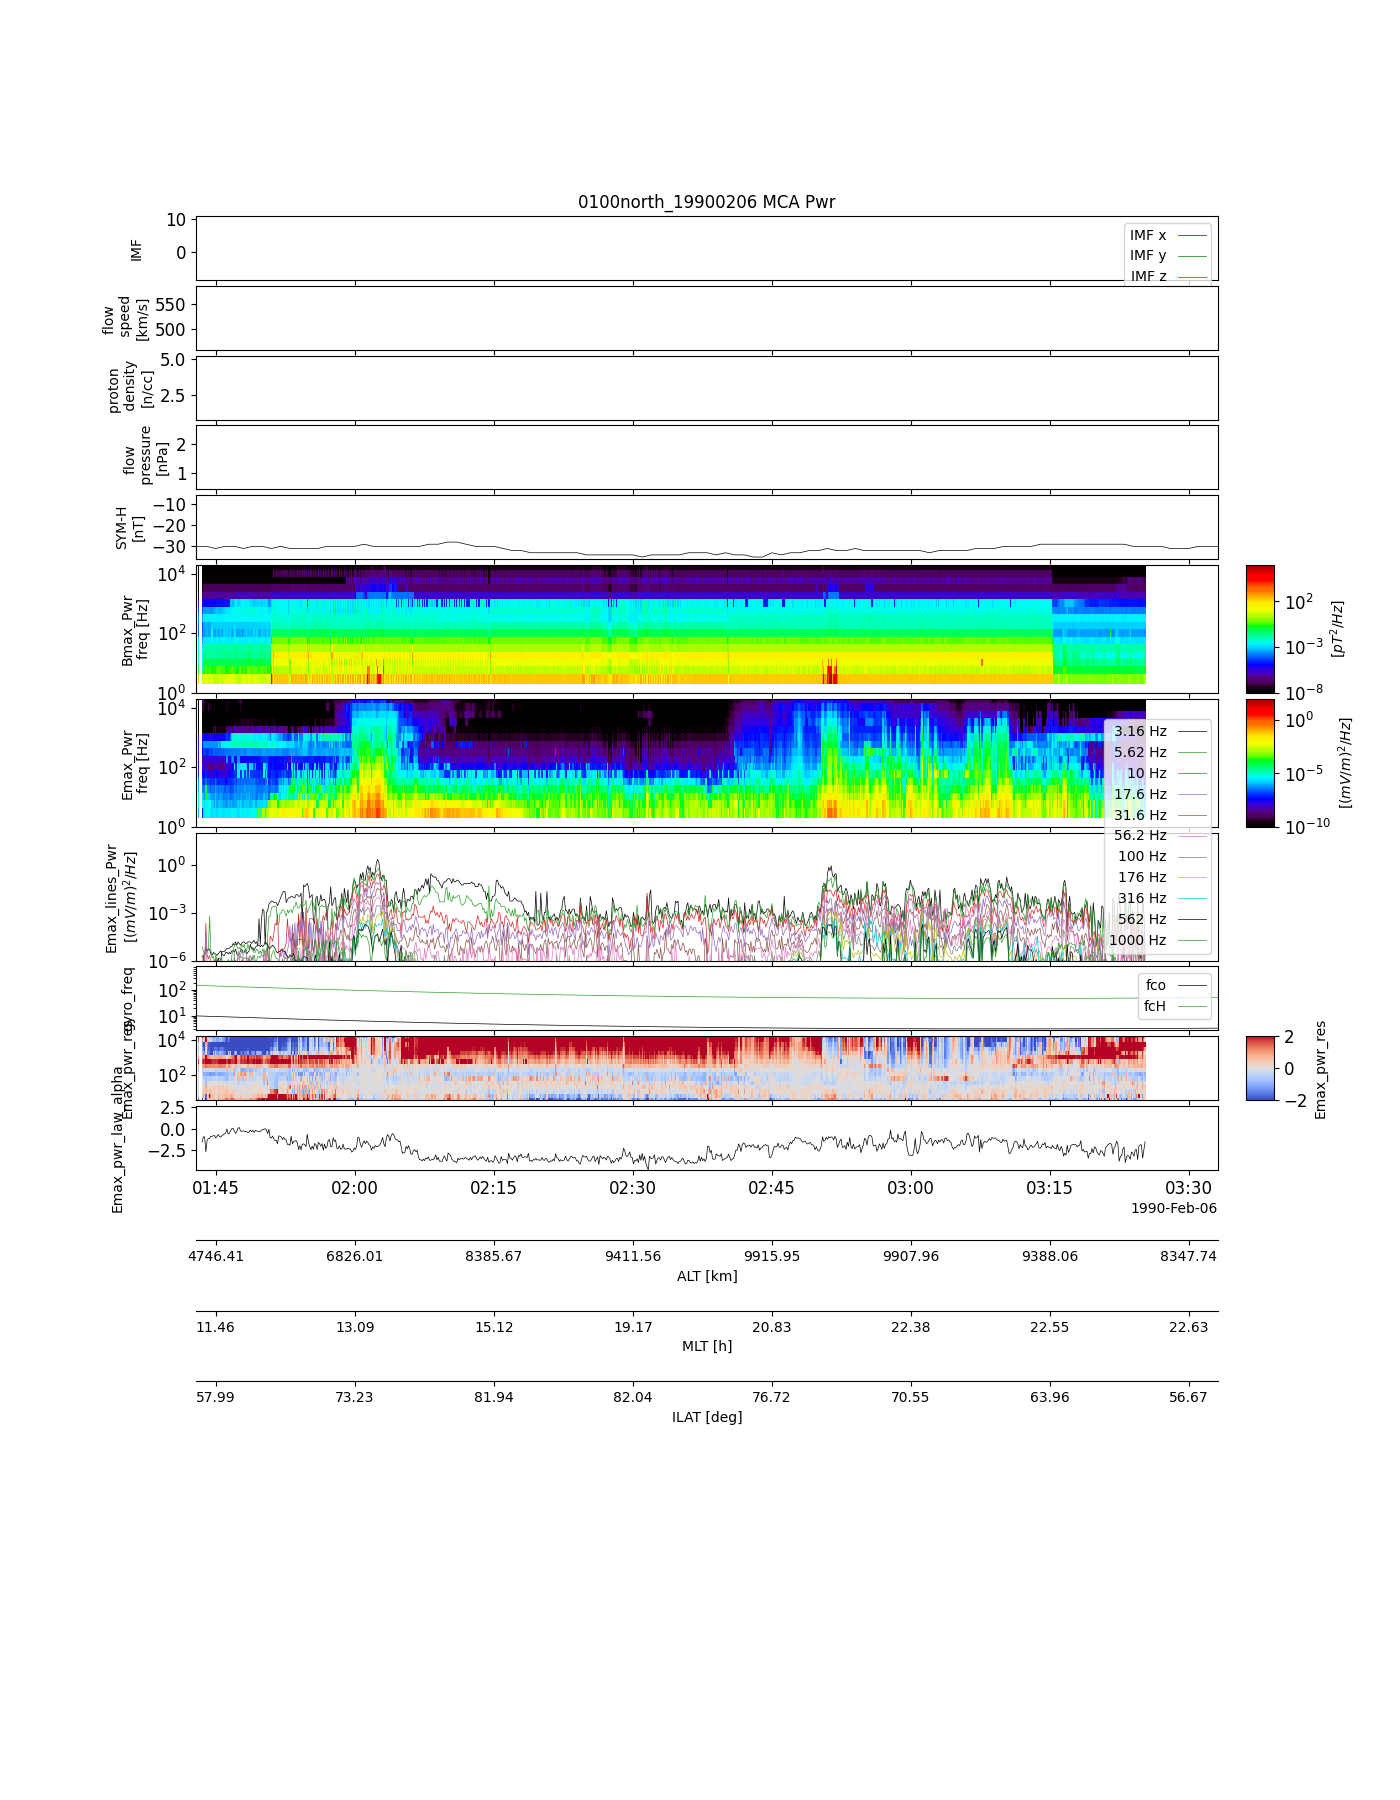 0100north_19900206 MCA Pwr
10
0
IMF
IMF x
IMF y
IMF z
550
500
flow
speed
[km/s]
5.0
2.5
proton
density
[n/cc]
2
1
flow
pressure
[nPa]
−10
−20
−30
SYM-H
[nT]
10^4
10^2
10^0
Bmax_Pwr
freq [Hz]
10^2
10^−3
10^−8
[pT^2/Hz]
10^4
10^2
10^0
Emax_Pwr
freq [Hz]
10^0
10^−5
10^−10
[(mV/m)^2/Hz]
3.16 Hz
5.62 Hz
10 Hz
17.6 Hz
31.6 Hz
56.2 Hz
100 Hz
176 Hz
316 Hz
562 Hz
1000 Hz
10^0
10^−3
10^−6
Emax_lines_Pwr
[(mV/m)^2/Hz]
10^2
10^1
gyro_freq
fco
fcH
10^4
10^2
Emax_pwr_res
2
0
−2
Emax_pwr_res
2.5
0.0
−2.5
Emax_pwr_law_alpha
01:45 02:00 02:15 02:30 02:45 03:00 03:15 03:30
1990-Feb-06
4746.41 6826.01 8385.67 9411.56 9915.95 9907.96 9388.06 8347.74
ALT [km]
11.46 13.09 15.12 19.17 20.83 22.38 22.55 22.63
MLT [h]
57.99 73.23 81.94 82.04 76.72 70.55 63.96 56.67
ILAT [deg]